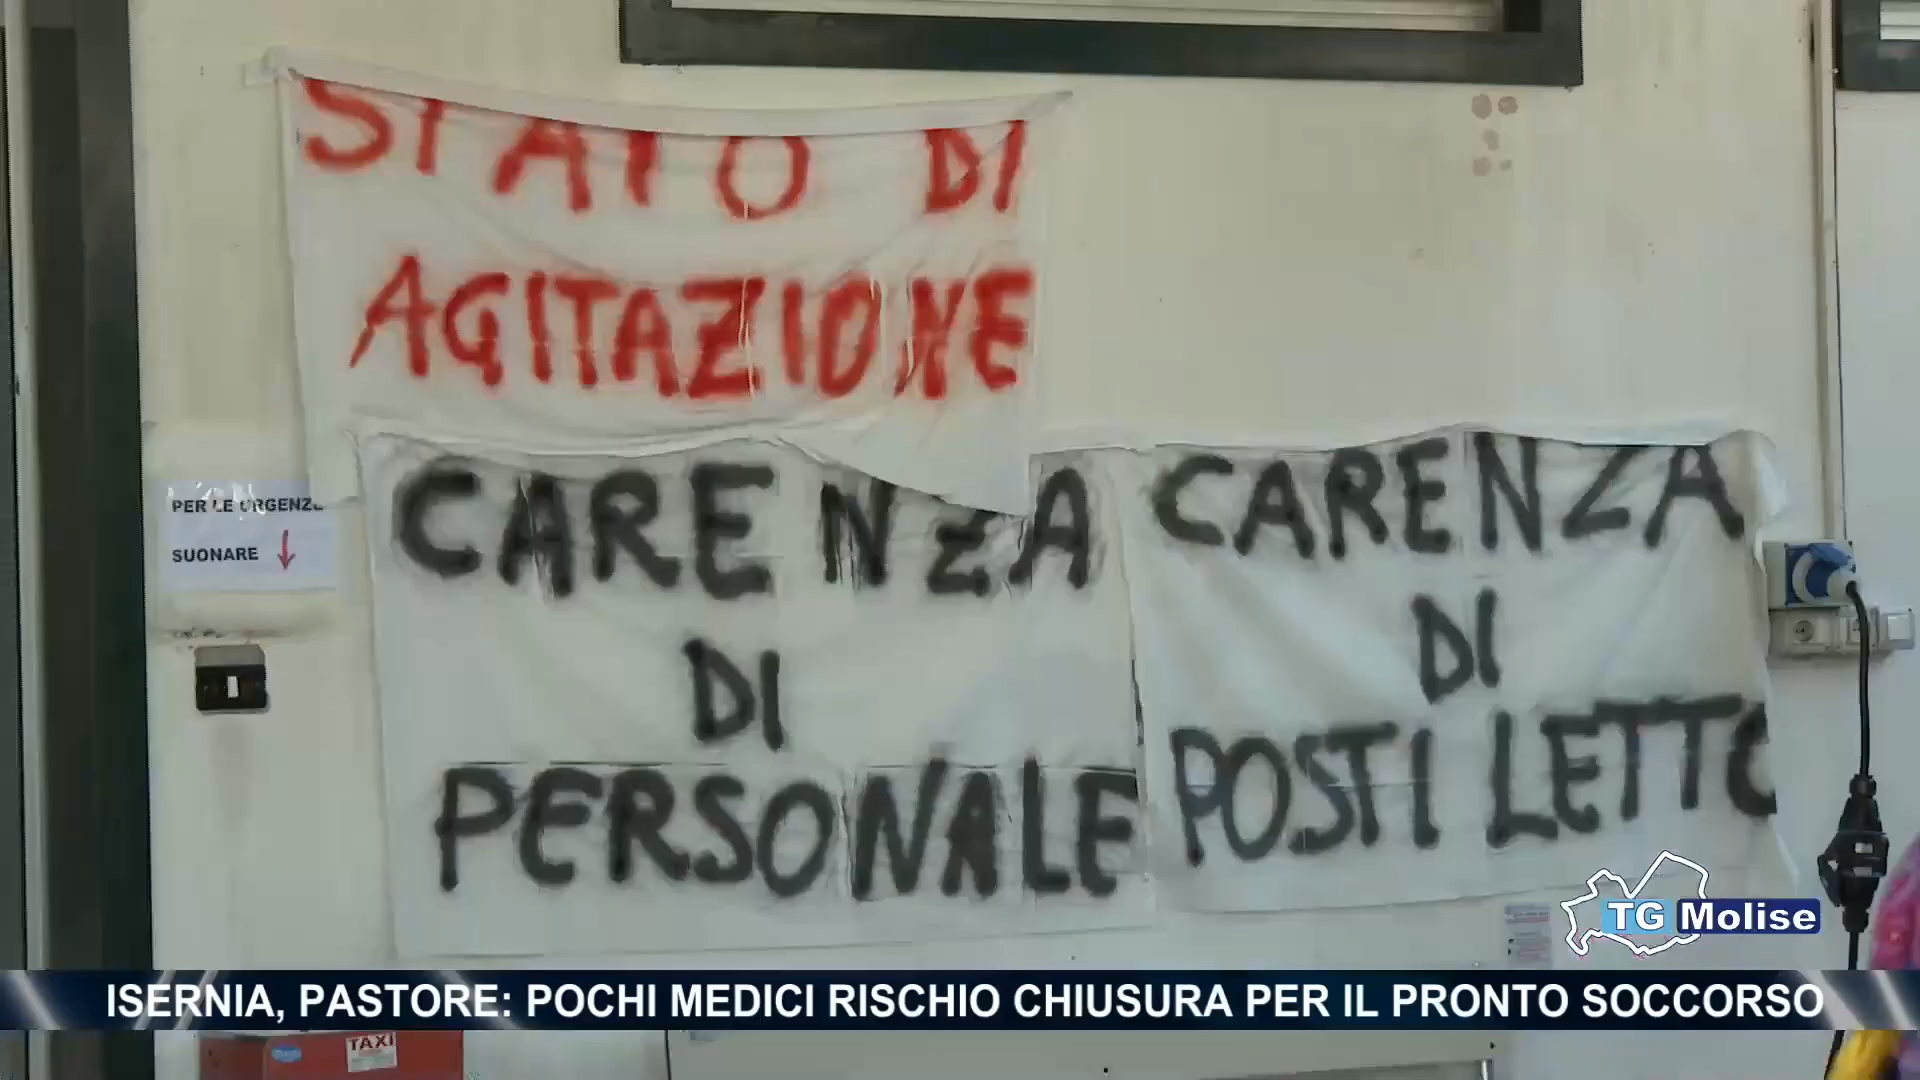 STATO DI
AGITAZIONE
CARENZA
DI
PERSONALE
CARENZA
DI
POSTI LETTO
PER LE URGENZE
SUONARE
TG Molise
ISERNIA, PASTORE: POCHI MEDICI RISCHIO CHIUSURA PER IL PRONTO SOCCORSO
TAXI